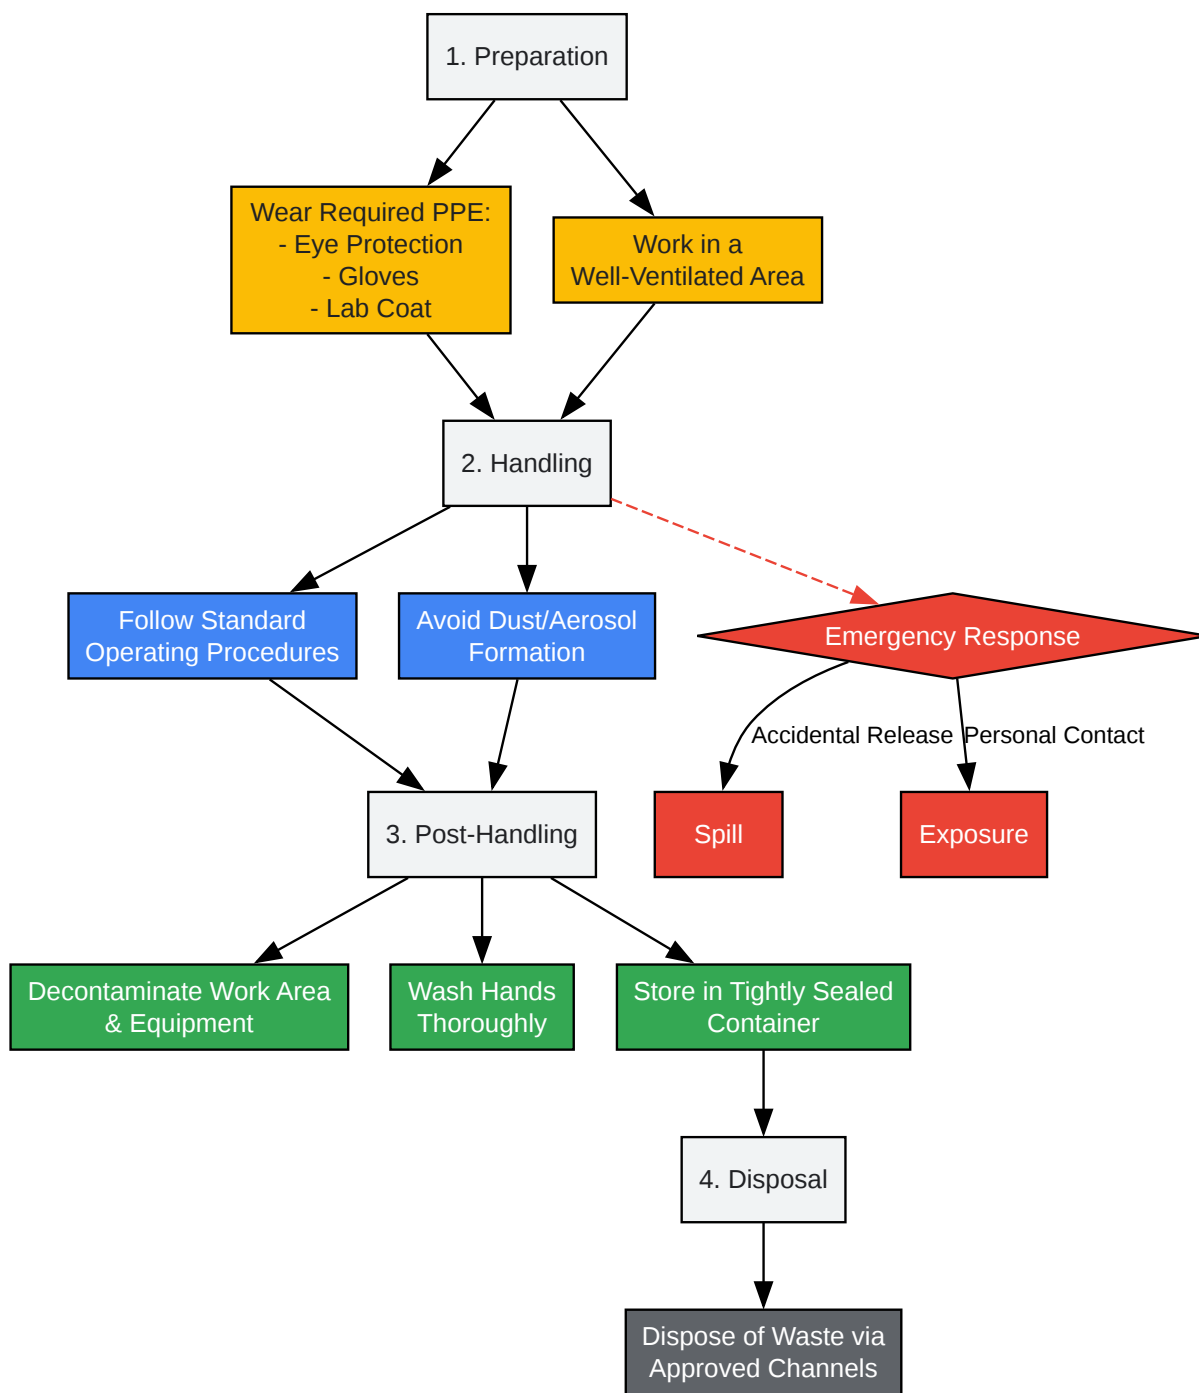 1. Preparation
Wear Required PPE:
- Eye Protection
- Gloves
- Lab Coat
Work in a
Well-Ventilated Area
2. Handling
Follow Standard
Operating Procedures
Avoid Dust/Aerosol
Formation
Emergency Response
Accidental Release
Personal Contact
3. Post-Handling
Spill
Exposure
Decontaminate Work Area
& Equipment
Wash Hands
Thoroughly
Store in Tightly Sealed
Container
4. Disposal
Dispose of Waste via
Approved Channels